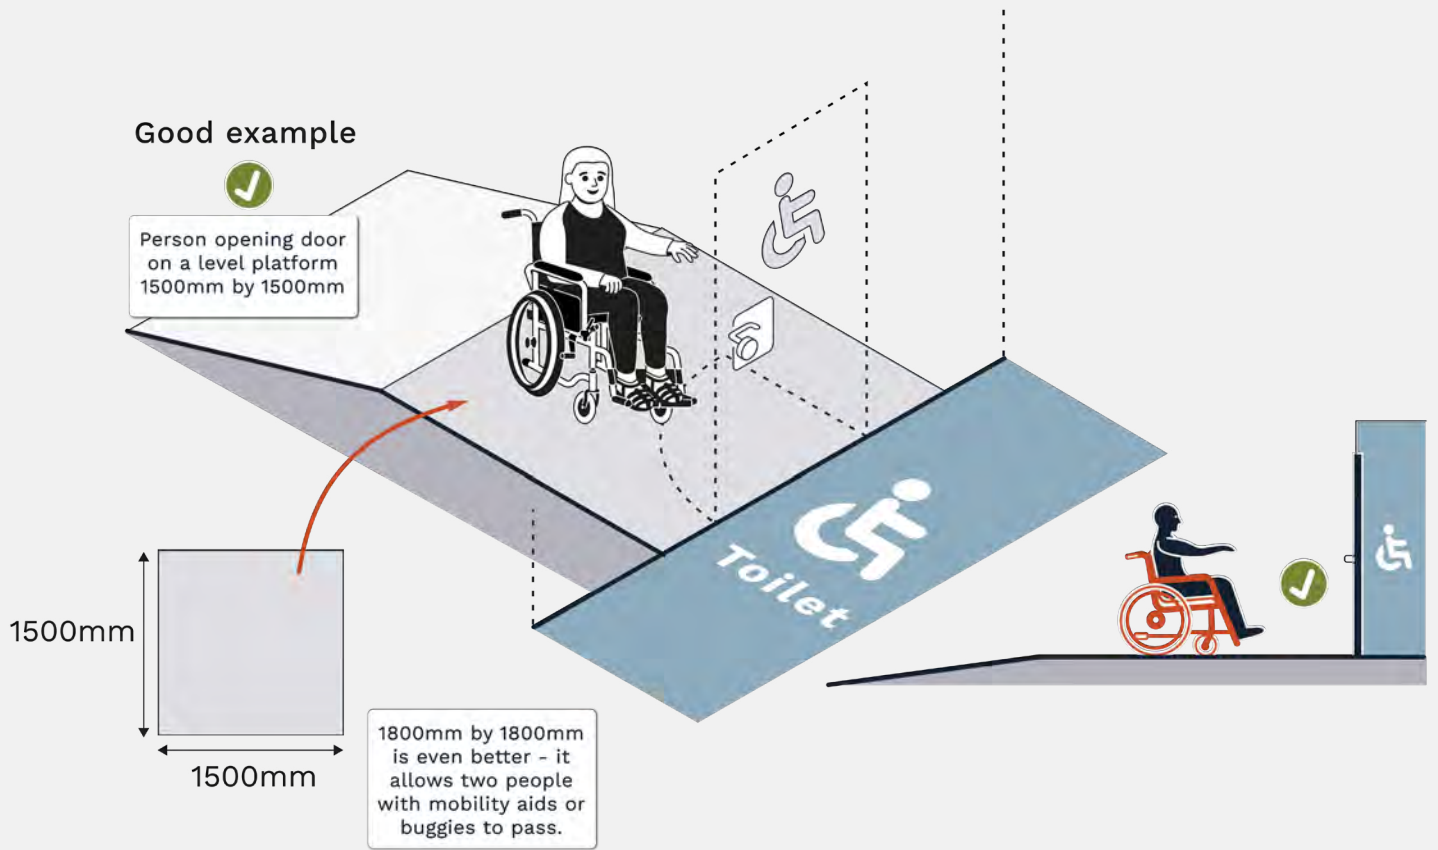 Good example
Person opening door
on a level platform
1500mm by 1500mm
Toilet
1500mm
1500mm
1800mm by 1800mm
is even better - it
allows two people
with mobility aids or
buggies to pass.